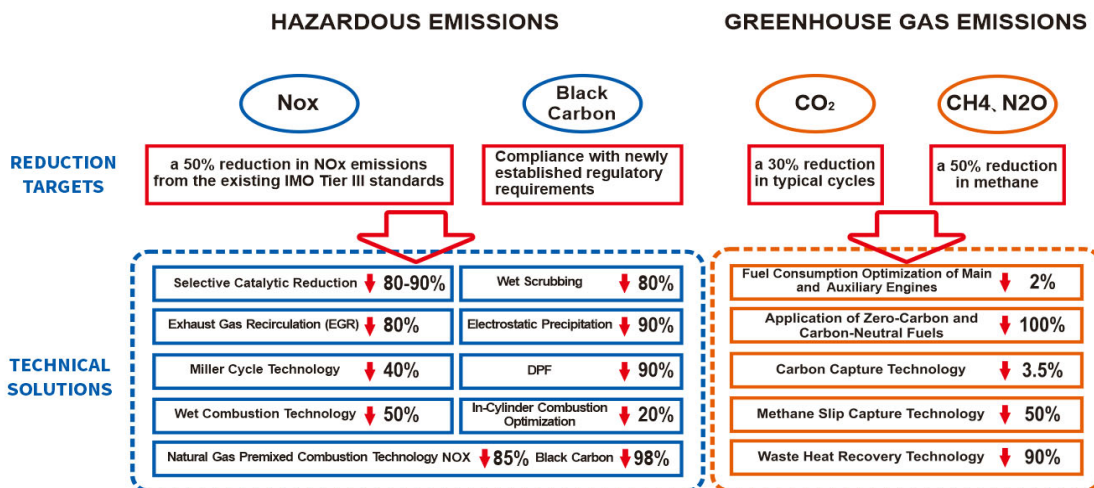 HAZARDOUS EMISSIONS
GREENHOUSE GAS EMISSIONS
Nox
Black
Carbon
CO₂
CH4、N2O
REDUCTION
TARGETS
a 50% reduction in NOx emissions
from the existing IMO Tier III standards
Compliance with newly
established regulatory
requirements
a 30% reduction
in typical cycles
a 50% reduction
in methane
TECHNICAL
SOLUTIONS
Selective Catalytic Reduction 80-90%
Exhaust Gas Recirculation (EGR) 80%
Miller Cycle Technology 40%
Wet Combustion Technology 50%
Wet Scrubbing 80%
Electrostatic Precipitation 90%
DPF 90%
In-Cylinder Combustion
Optimization 20%
Natural Gas Premixed Combustion Technology NOX 85% Black Carbon 98%
Fuel Consumption Optimization of Main
and Auxiliary Engines 2%
Application of Zero-Carbon and
Carbon-Neutral Fuels 100%
Carbon Capture Technology 3.5%
Methane Slip Capture Technology 50%
Waste Heat Recovery Technology 90%